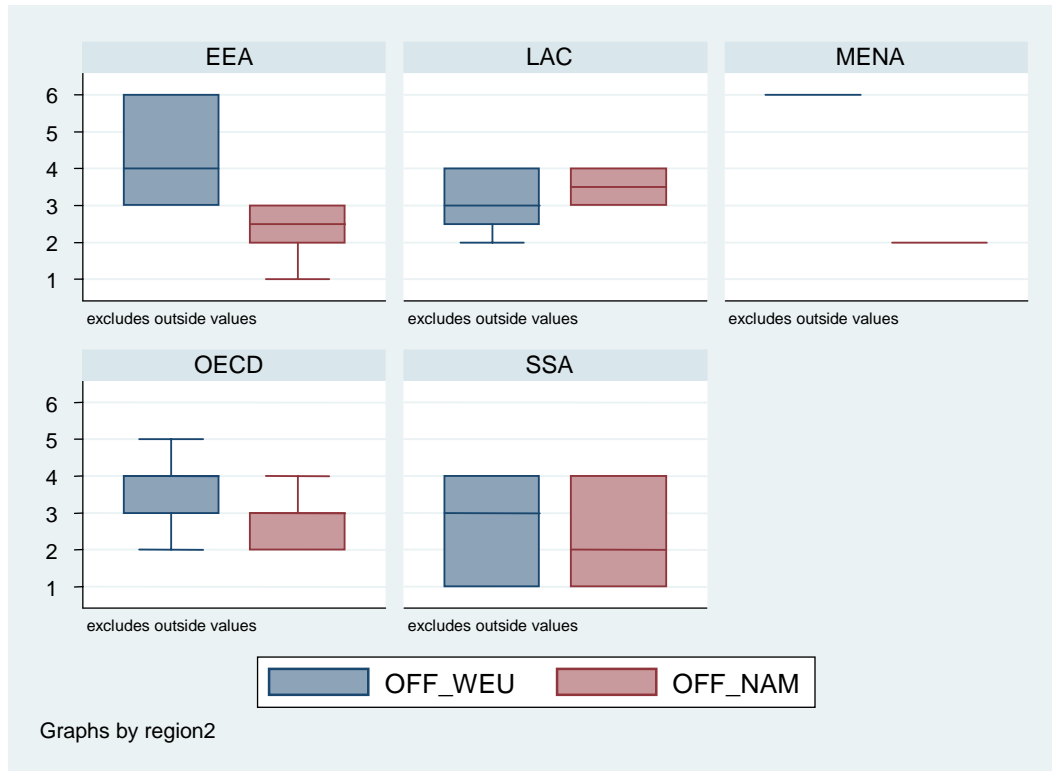 EEA LAC MENA
6
5
4
3
2
1
excludes outside values excludes outside values excludes outside values
OECD SSA
6
5
4
3
2
1
excludes outside values excludes outside values
OFF_WEU OFF_NAM
Graphs by region2